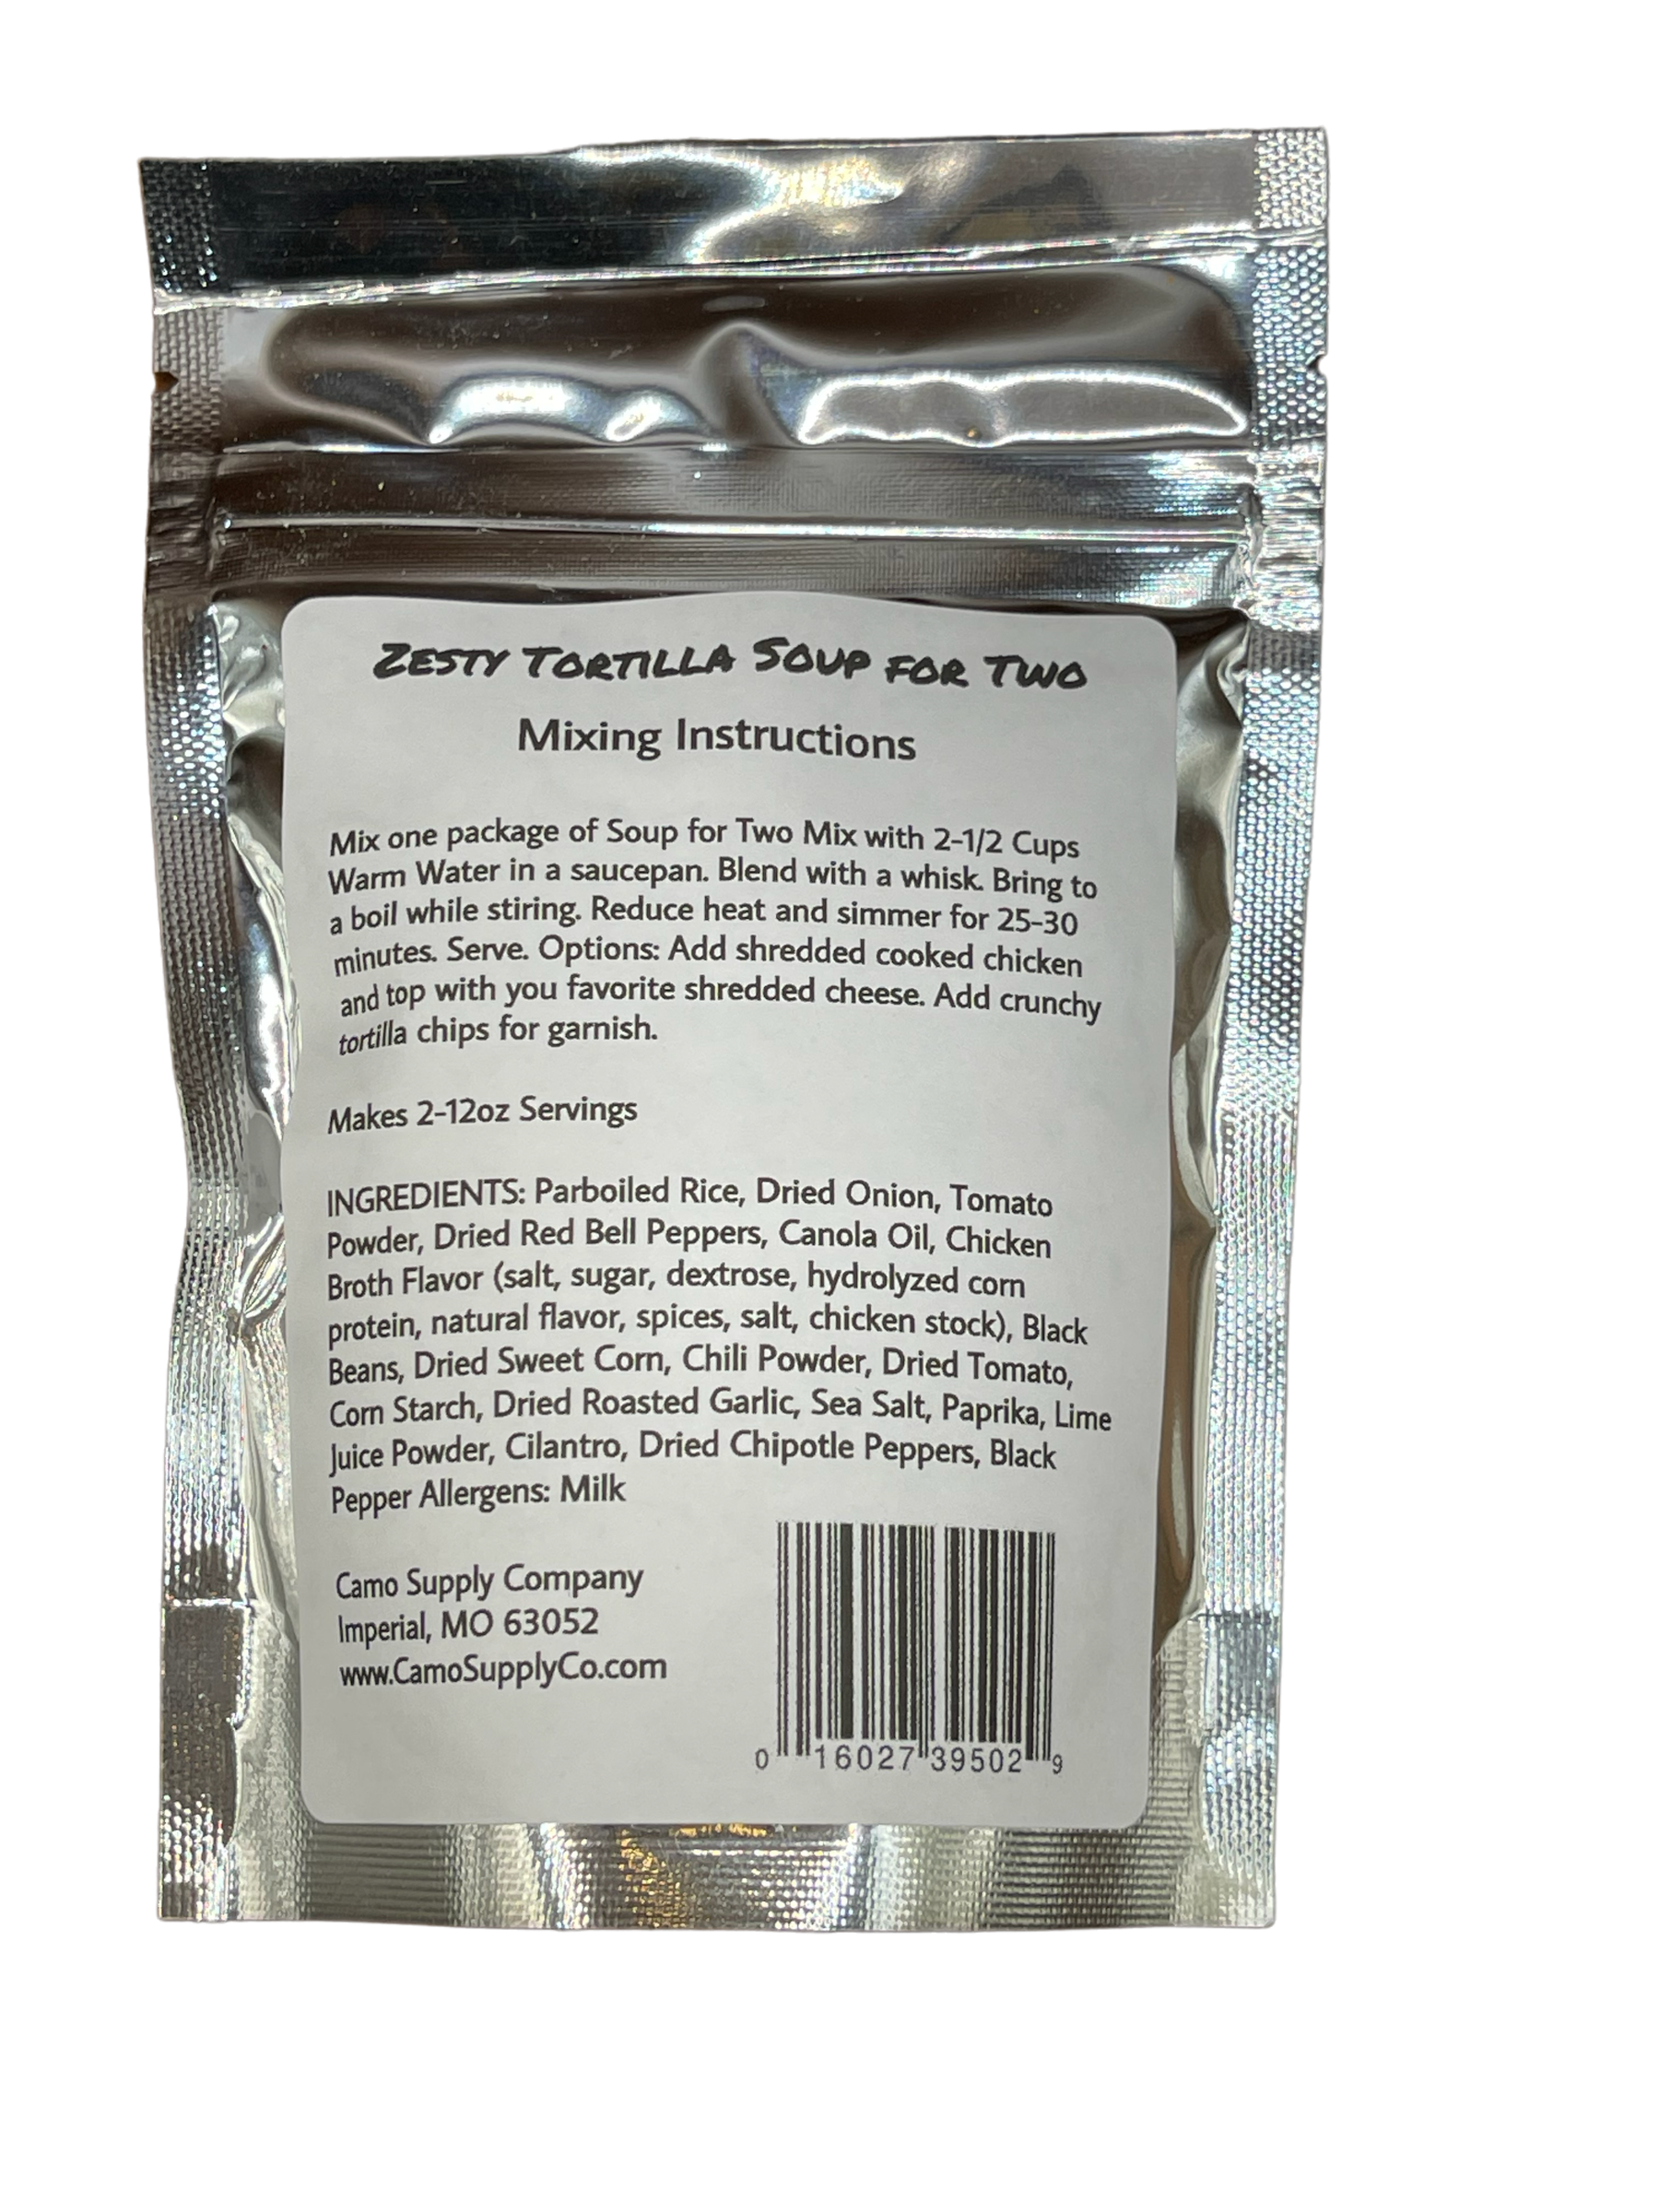 Zesty Tortilla Soup for Two
Mixing Instructions
Mix one package of Soup for Two Mix with 2-1/2 Cups
Warm Water in a saucepan. Blend with a whisk. Bring to
a boil while stiring. Reduce heat and simmer for 25-30
minutes. Serve. Options: Add shredded cooked chicken
and top with you favorite shredded cheese. Add crunchy
tortilla chips for garnish.
Makes 2-12oz Servings
INGREDIENTS: Parboiled Rice, Dried Onion, Tomato
Powder, Dried Red Bell Peppers, Canola Oil, Chicken
Broth Flavor (salt, sugar, dextrose, hydrolyzed corn
protein, natural flavor, spices, salt, chicken stock), Black
Beans, Dried Sweet Corn, Chili Powder, Dried Tomato,
Corn Starch, Dried Roasted Garlic, Sea Salt, Paprika, Lime
Juice Powder, Cilantro, Dried Chipotle Peppers, Black
Pepper Allergens: Milk
Camo Supply Company
Imperial, MO 63052
www.CamoSupplyCo.com
0 16027 39502 9